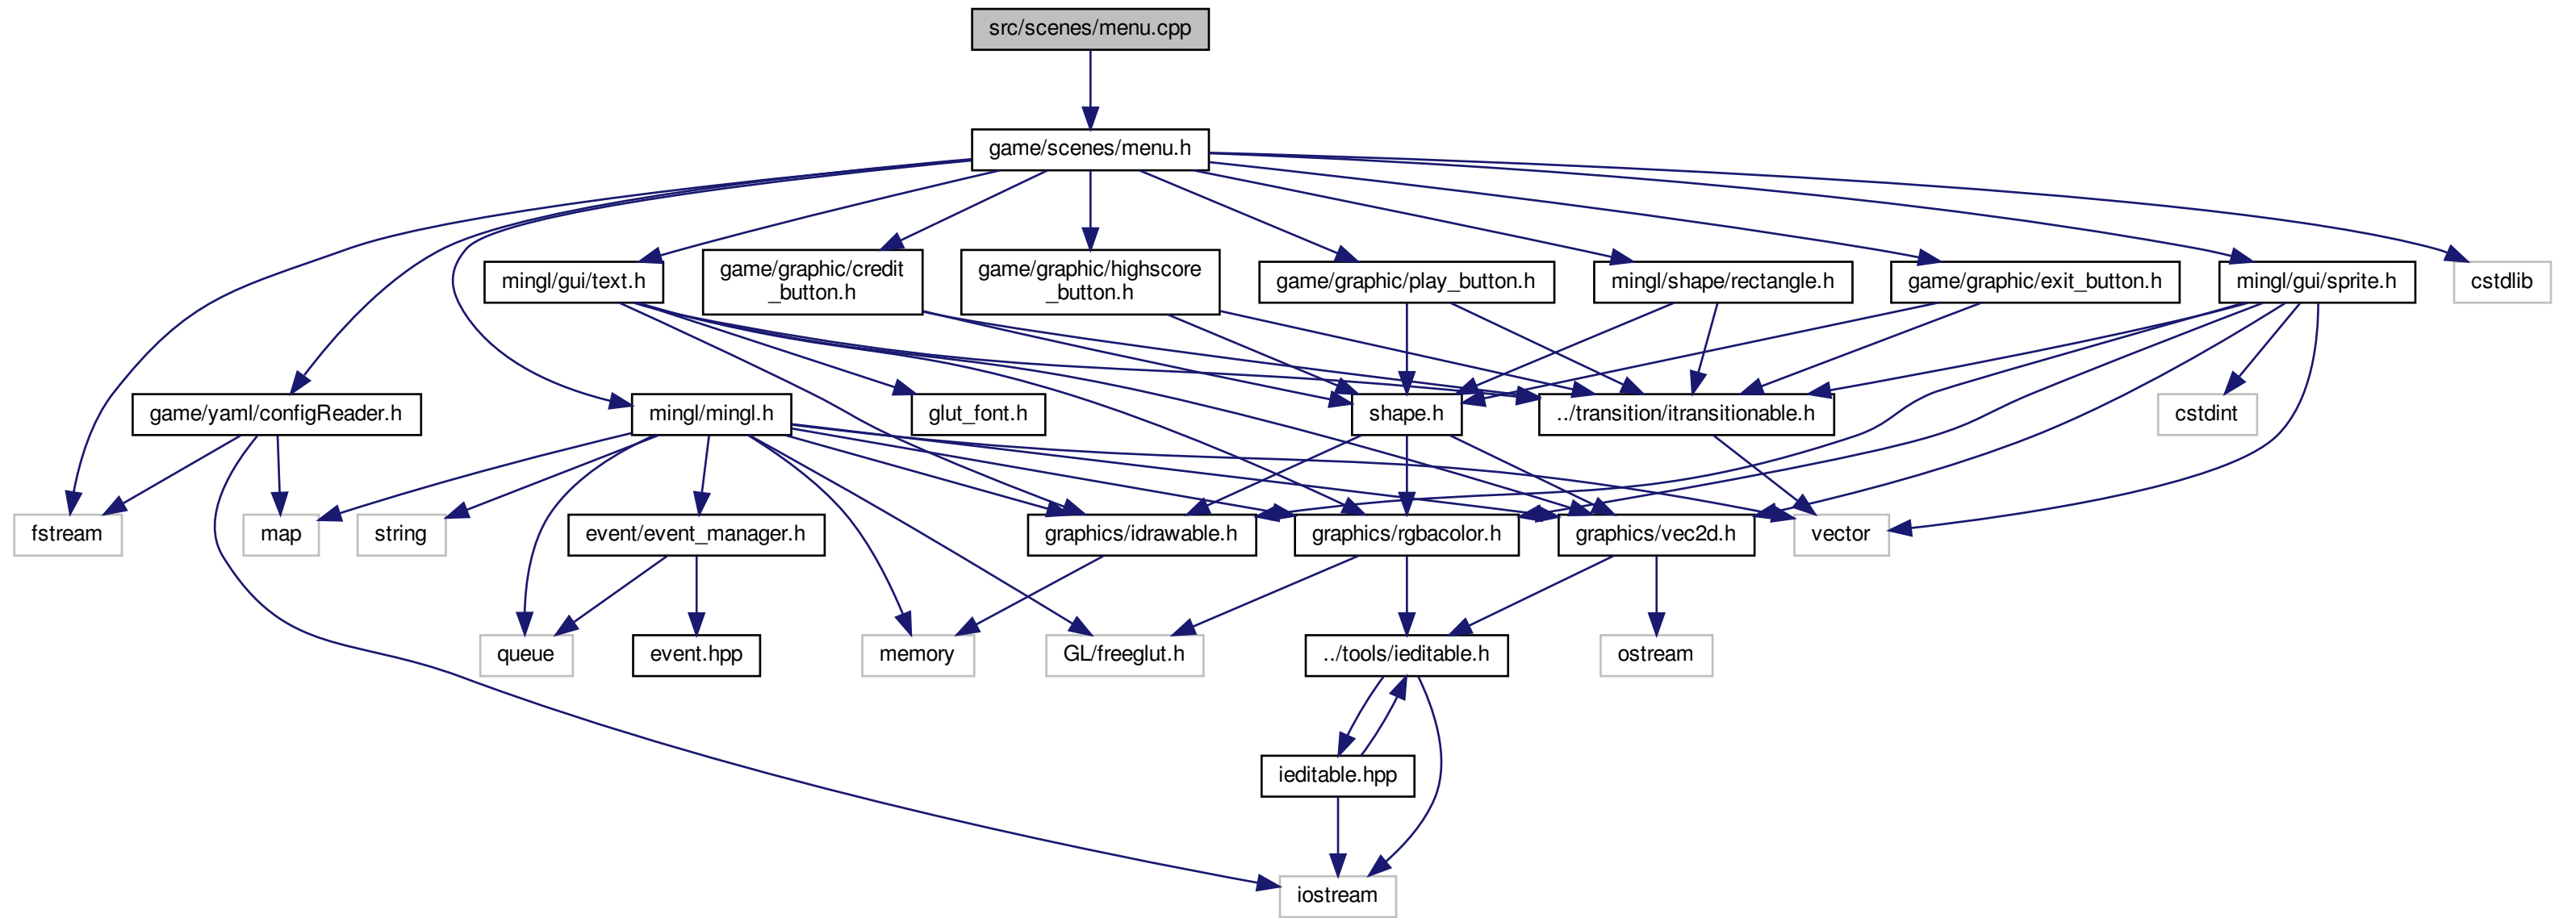 src/scenes/menu.cpp
game/scenes/menu.h
mingl/gui/text.h
game/graphic/credit
_button.h
game/graphic/highscore
_button.h
game/graphic/play_button.h
mingl/shape/rectangle.h
game/graphic/exit_button.h
mingl/gui/sprite.h
cstdlib
game/yaml/configReader.h
mingl/mingl.h
glut_font.h
shape.h
../transition/itransitionable.h
cstdint
fstream
map
string
event/event_manager.h
graphics/idrawable.h
graphics/rgbacolor.h
graphics/vec2d.h
vector
queue
event.hpp
memory
GL/freeglut.h
../tools/ieditable.h
ostream
ieditable.hpp
iostream